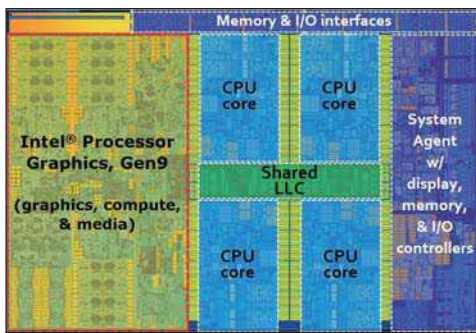 Memory & I/O interfaces
Intel® Processor
Graphics, Gen9
(graphics, compute,
& media)
CPU
core
CPU
core
Shared
LLC
CPU
core
CPU
core
System
Agent
w/
display,
memory,
& I/O
controllers